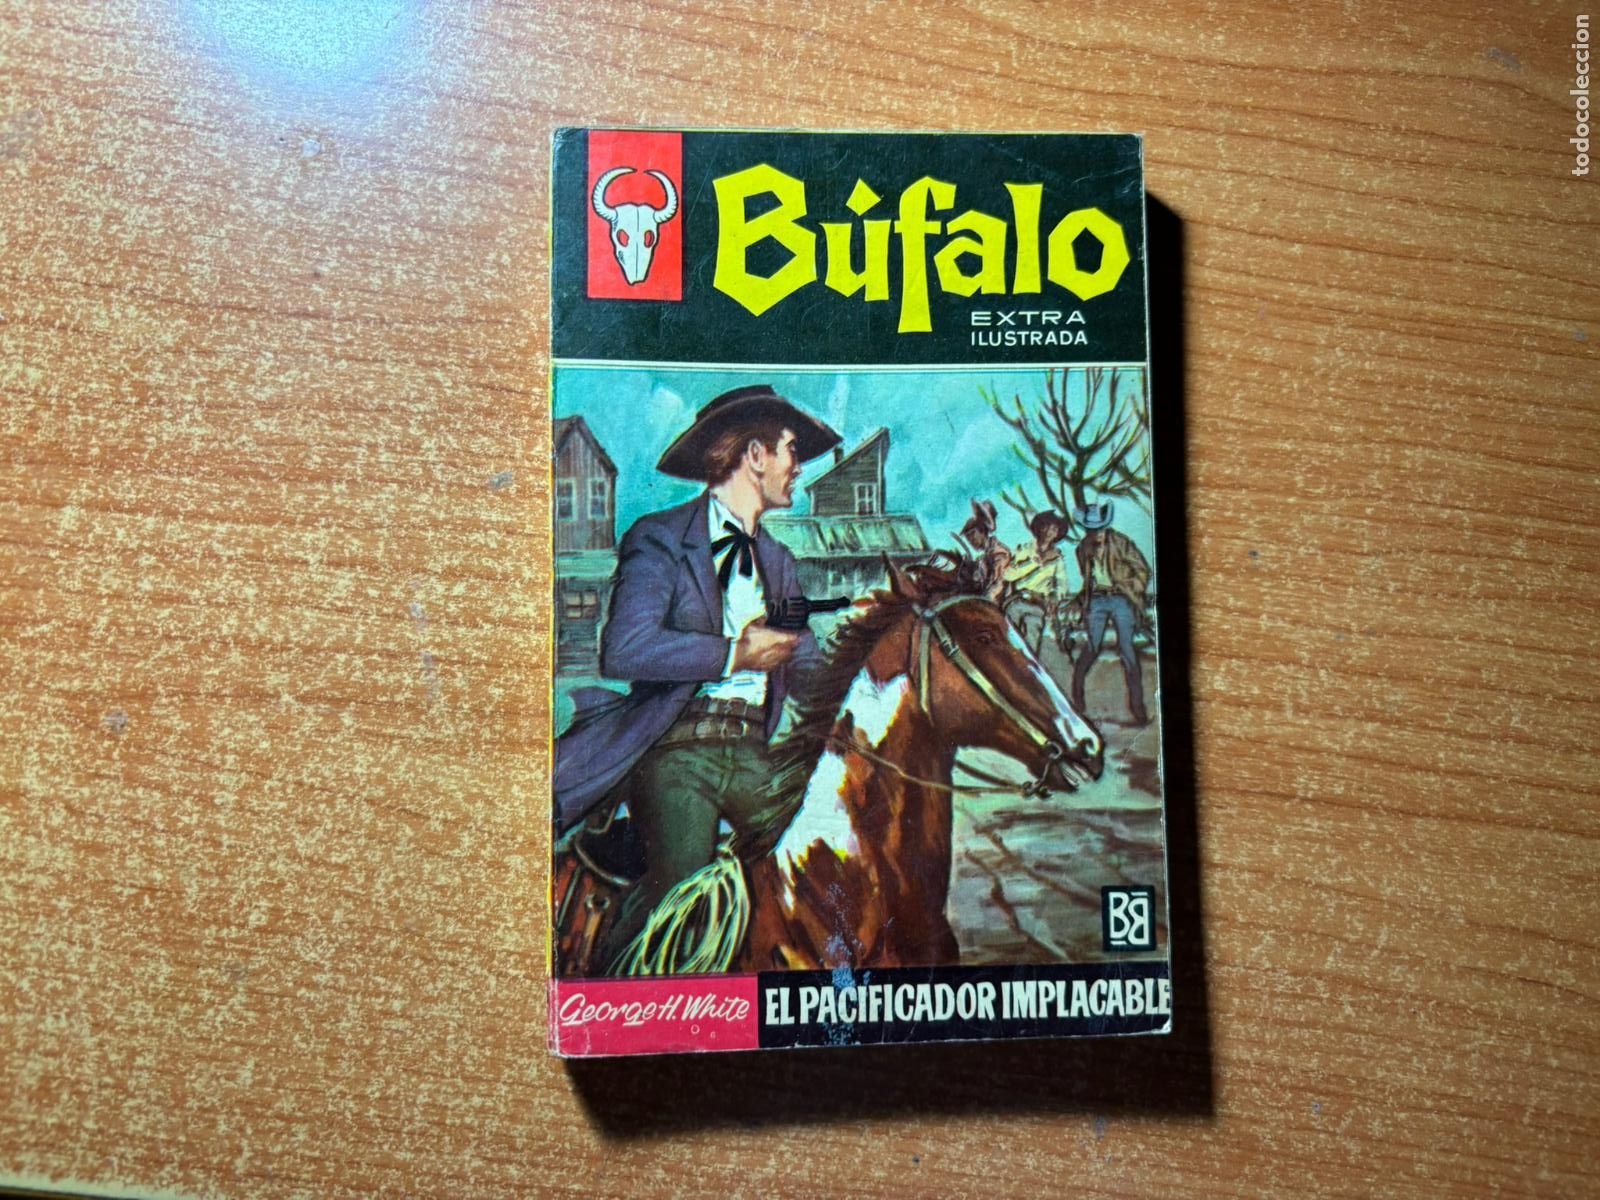 Búfalo
EXTRA
ILUSTRADA
BB
George H. White
EL PACIFICADOR IMPLACABLE
todocoleccion